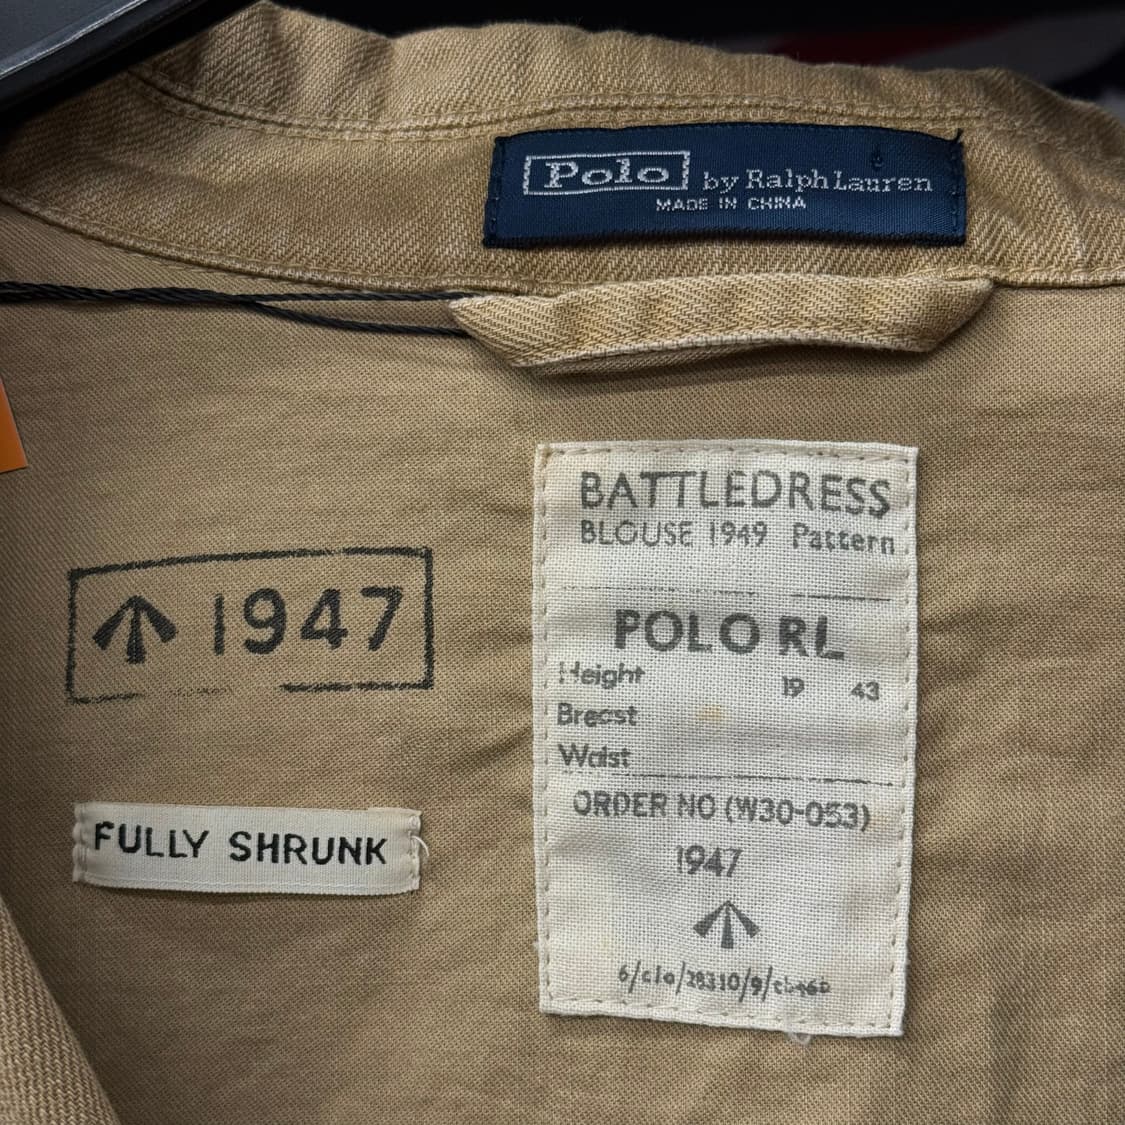 Polo by Ralph Lauren
MADE IN CHINA
BATTLEDRESS
BLOUSE 1949 Pattern
POLO RL
Height 19 43
Breast
Waist
ORDER NO (W30-053)
1947
1947
FULLY SHRUNK